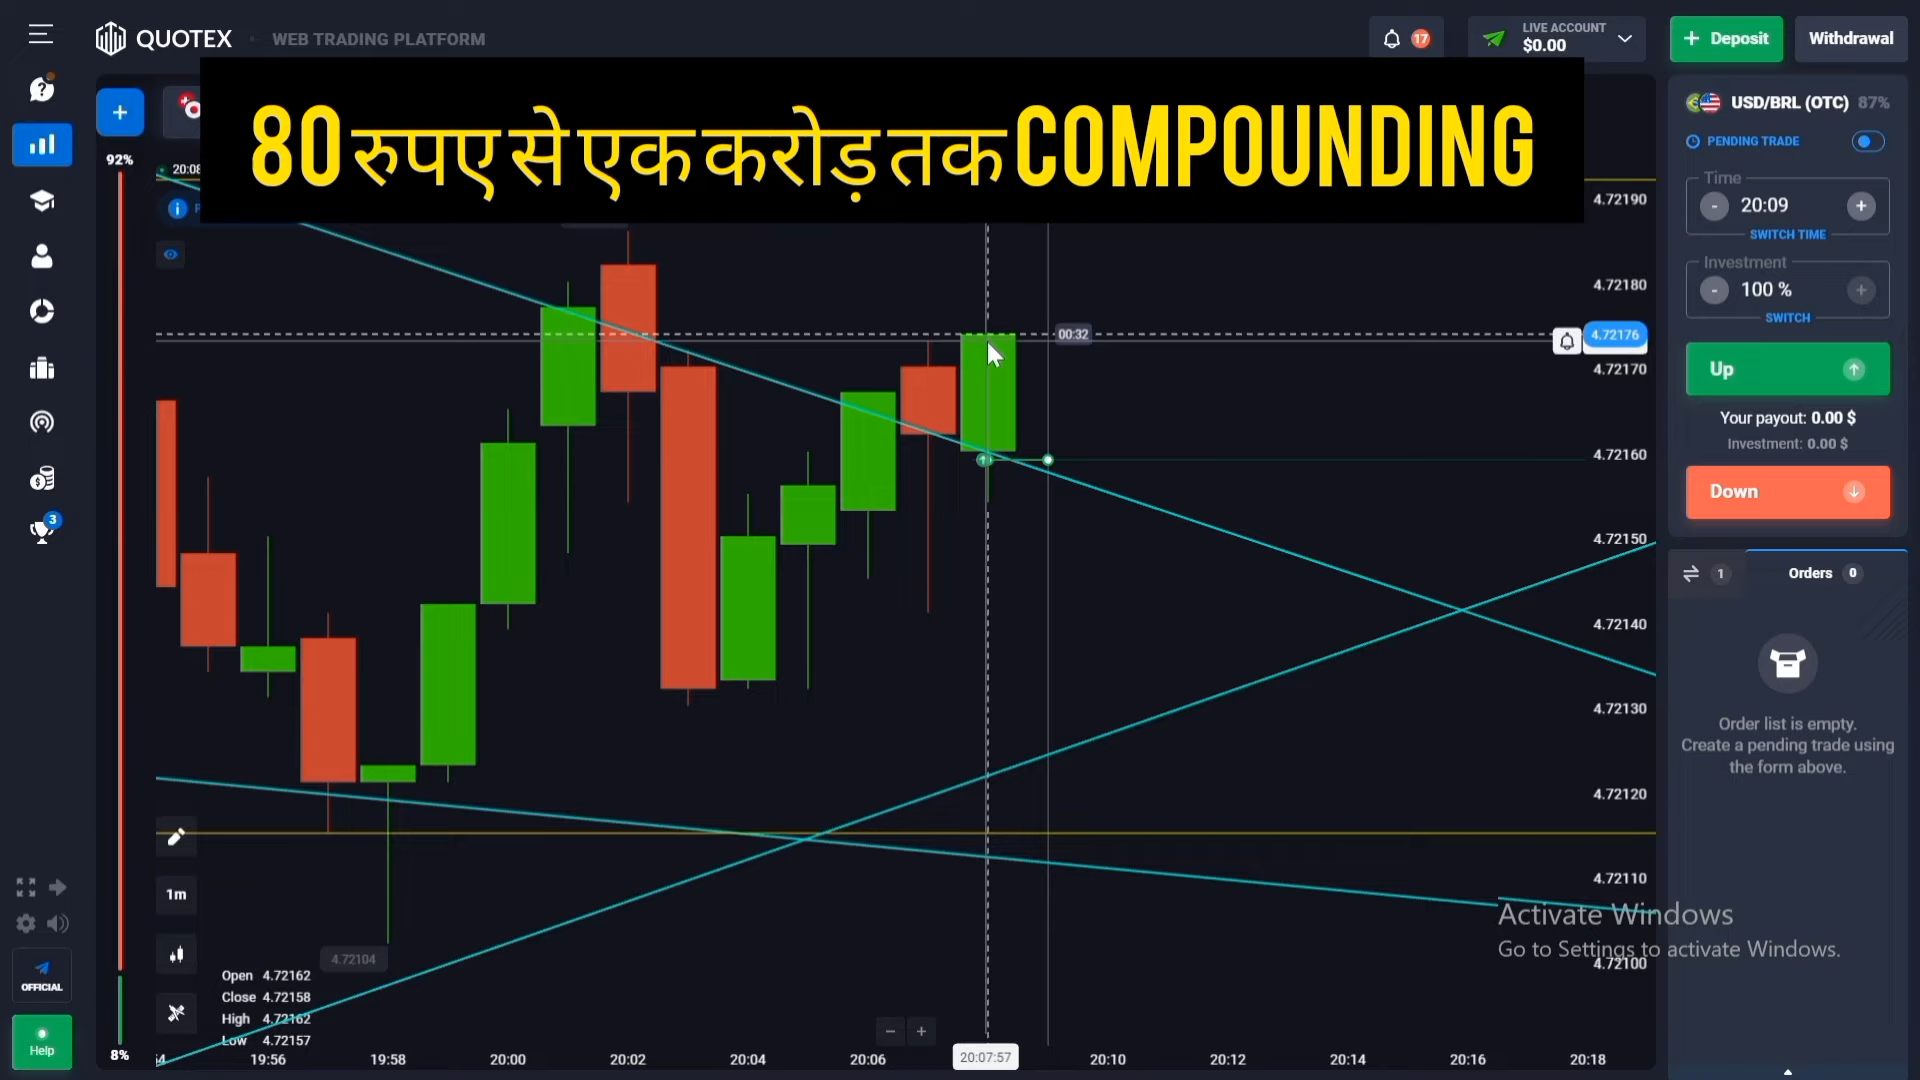 QUOTEX
WEB TRADING PLATFORM
17
LIVE ACCOUNT
$0.00
Deposit
Withdrawal
80 रुपए से एक करोड़ तक COMPOUNDING
USD/BRL (OTC) 87%
PENDING TRADE
Time
- 20:09 +
SWITCH TIME
Investment
- 100 % +
SWITCH
Up
Your payout: 0.00 $
Investment: 0.00 $
Down
1
Orders 0
Order list is empty.
Create a pending trade using
the form above.
92%
20:08
00:32
4.72190
4.72180
4.72176
4.72170
4.72160
4.72150
4.72140
4.72130
4.72120
4.72110
4.72100
Activate Windows
Go to Settings to activate Windows.
3
1m
4.72104
Open 4.72162
Close 4.72158
High 4.72162
Low 4.72157
OFFICIAL
Help
8%
19:56
19:58
20:00
20:02
20:04
20:06
20:07:57
20:10
20:12
20:14
20:16
20:18